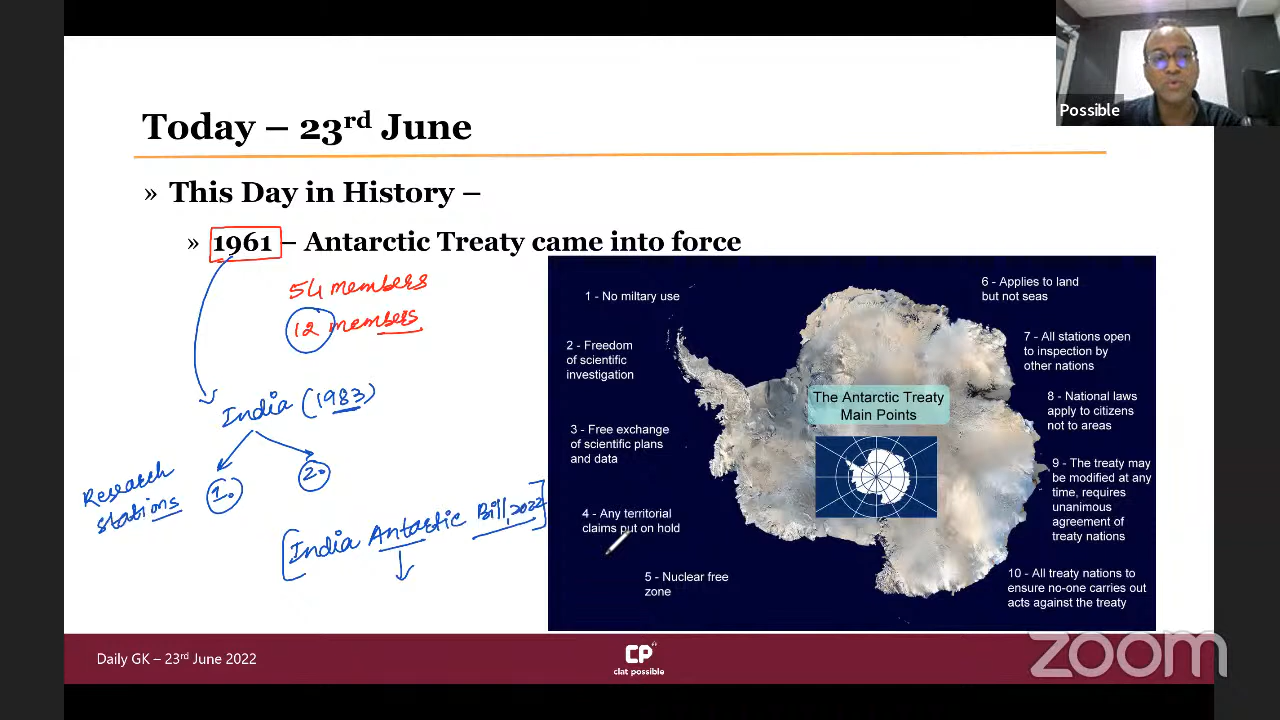 Possible
Today – 23rd June
» This Day in History –
» 1961 – Antarctic Treaty came into force
54 members
12 members
India (1983)
Research
stations
1.
2.
[India Antartic Bill, 2022]
1 - No miltary use
2 - Freedom
of scientific
investigation
3 - Free exchange
of scientific plans
and data
4 - Any territorial
claims put on hold
5 - Nuclear free
zone
The Antarctic Treaty
Main Points
6 - Applies to land
but not seas
7 - All stations open
to inspection by
other nations
8 - National laws
apply to citizens
not to areas
9 - The treaty may
be modified at any
time, requires
unanimous
agreement of
treaty nations
10 - All treaty nations to
ensure no-one carries out
acts against the treaty
Daily GK – 23rd June 2022
CP
clat possible
zoom